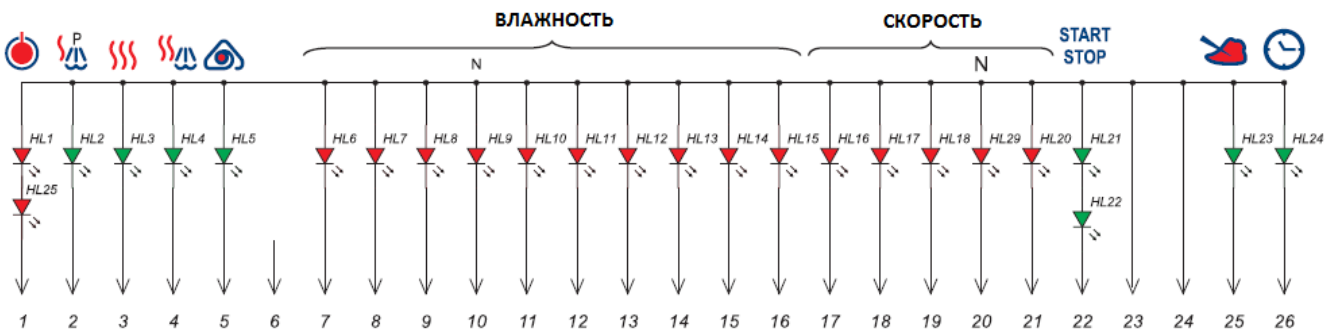 ВЛАЖНОСТЬ СКОРОСТЬ
START
STOP
P
N N
HL1 HL2 HL3 HL4 HL5 HL6 HL7 HL8 HL9 HL10 HL11 HL12 HL13 HL14 HL15 HL16 HL17 HL18 HL29 HL20 HL21 HL23 HL24
HL25 HL22
1 2 3 4 5 6 7 8 9 10 11 12 13 14 15 16 17 18 19 20 21 22 23 24 25 26